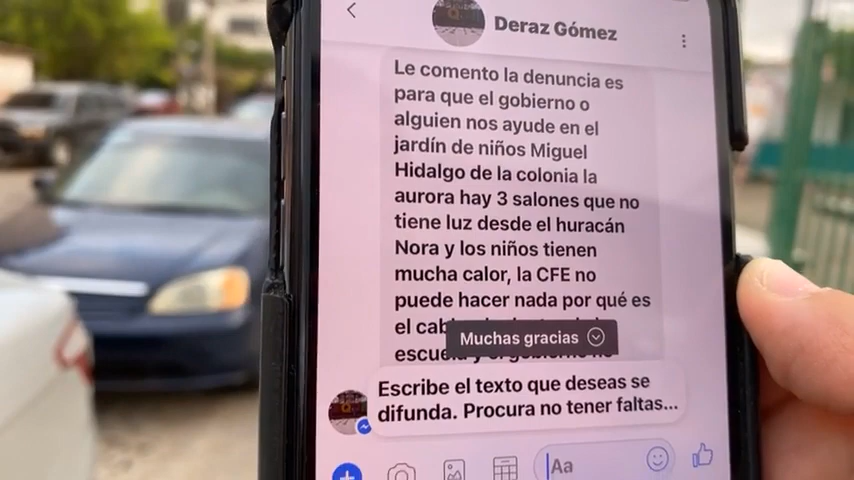 Deraz Gómez
Le comento la denuncia es
para que el gobierno o
alguien nos ayude en el
jardín de niños Miguel
Hidalgo de la colonia la
aurora hay 3 salones que no
tiene luz desde el huracán
Nora y los niños tienen
mucha calor, la CFE no
puede hacer nada por qué es
el
Muchas gracias
Escribe el texto que deseas se
difunda. Procura no tener faltas...
Aa